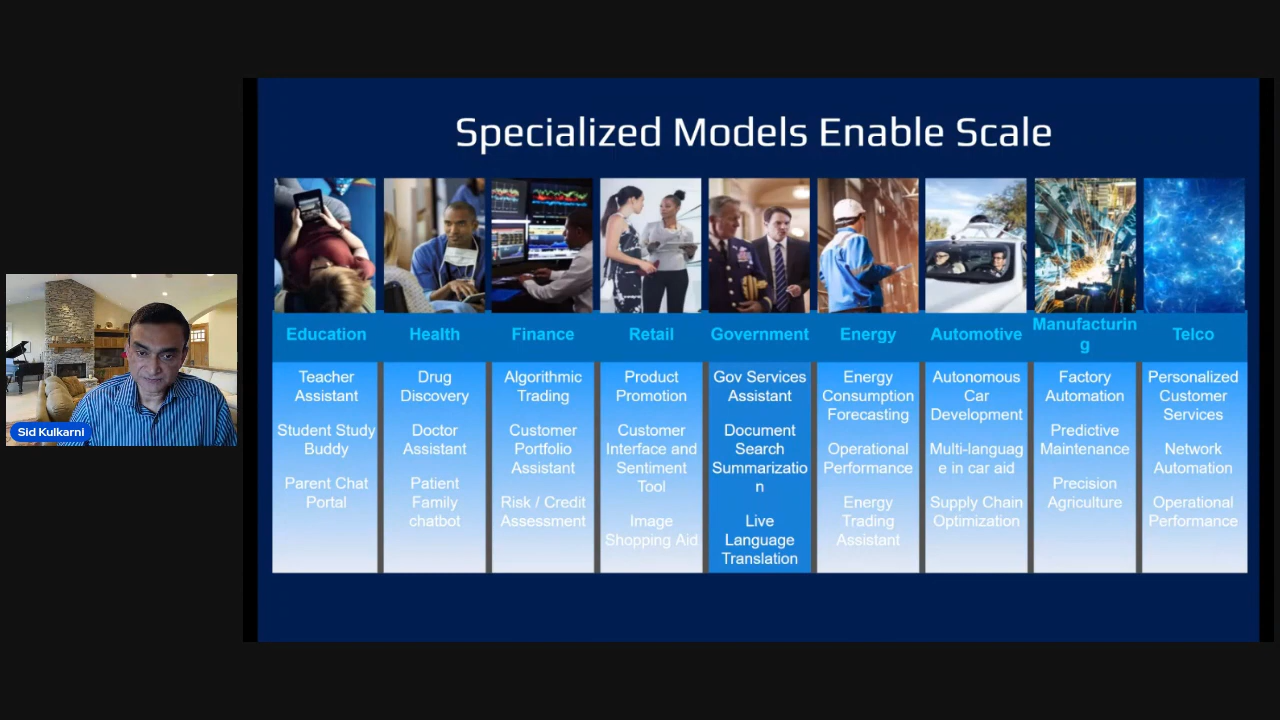 Specialized Models Enable Scale
Education
Health
Finance
Retail
Government
Energy
Automotive
Manufacturin
g
Telco
Teacher
Assistant
Student Study
Buddy
Parent Chat
Portal
Drug
Discovery
Doctor
Assistant
Patient
Family
chatbot
Algorithmic
Trading
Customer
Portfolio
Assistant
Risk / Credit
Assessment
Product
Promotion
Customer
Interface and
Sentiment
Tool
Image
Shopping Aid
Gov Services
Assistant
Document
Search
Summarizatio
n
Live
Language
Translation
Energy
Consumption
Forecasting
Operational
Performance
Energy
Trading
Assistant
Autonomous
Car
Development
Multi-languag
e in car aid
Supply Chain
Optimization
Factory
Automation
Predictive
Maintenance
Precision
Agriculture
Personalized
Customer
Services
Network
Automation
Operational
Performance
Sid Kulkarni